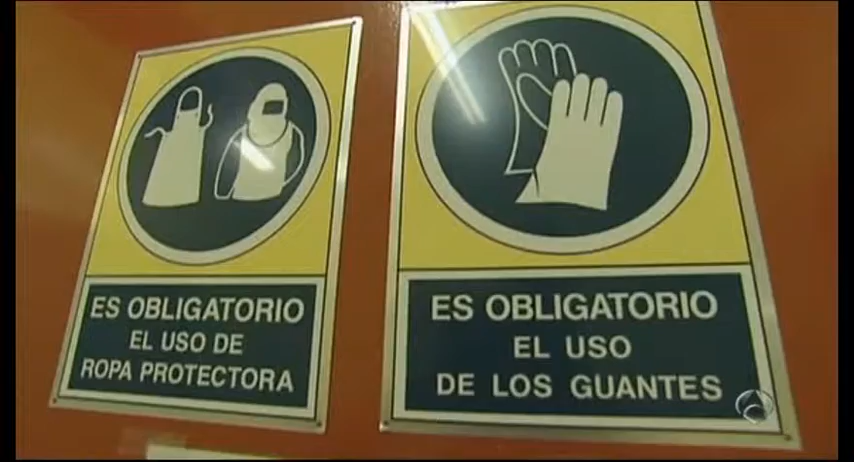 ES OBLIGATORIO
EL USO DE
ROPA PROTECTORA
ES OBLIGATORIO
EL USO
DE LOS GUANTES